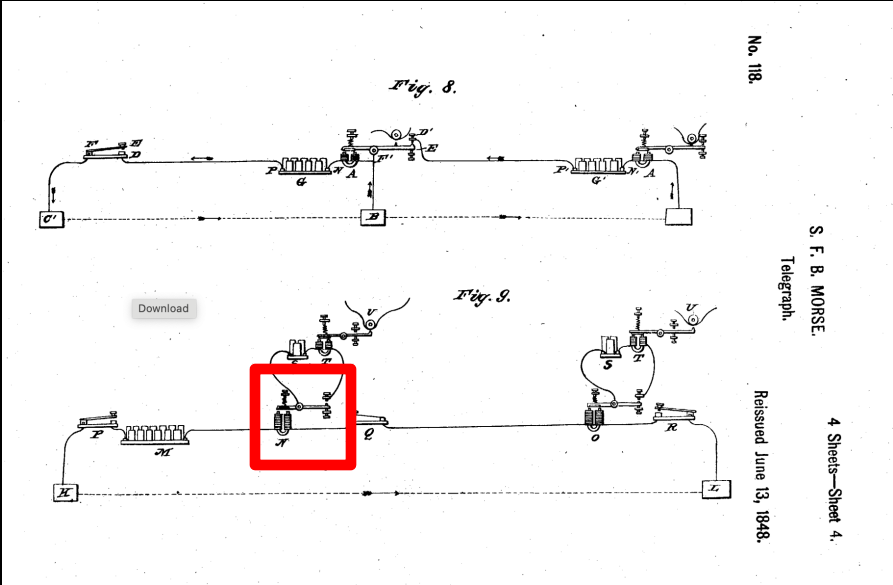 Fig. 8.
F E
D
D'
E
F'
P G N A
P' G' N' A
C'
B
Download
Fig. 9.
U
U
T
S T
P
M
N
Q
O
R
H
L
No. 118.
S. F. B. MORSE.
Telegraph.
4 Sheets—Sheet 4.
Reissued June 13, 1848.